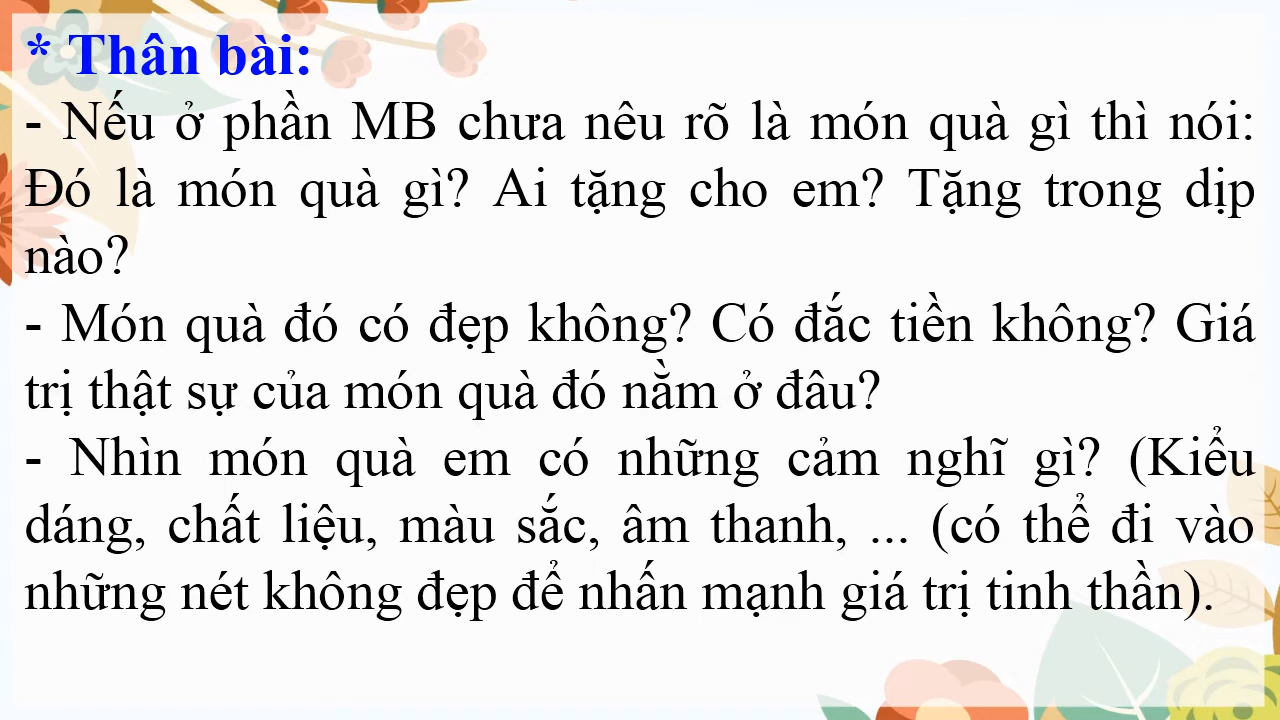 * Thân bài:
- Nếu ở phần MB chưa nêu rõ là món quà gì thì nói:
Đó là món quà gì? Ai tặng cho em? Tặng trong dịp
nào?
- Món quà đó có đẹp không? Có đắc tiền không? Giá
trị thật sự của món quà đó nằm ở đâu?
- Nhìn món quà em có những cảm nghĩ gì? (Kiểu
dáng, chất liệu, màu sắc, âm thanh, ... (có thể đi vào
những nét không đẹp để nhấn mạnh giá trị tinh thần).